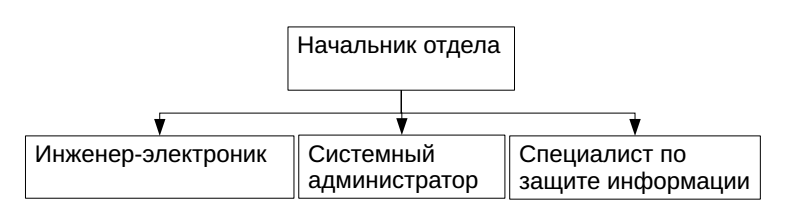 Начальник отдела
Инженер-электроник
Системный
администратор
Специалист по
защите информации